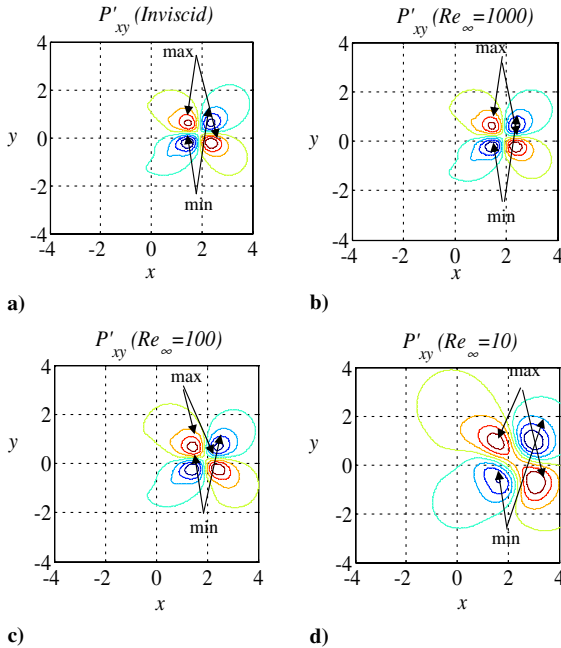 P'xy (Inviscid)
4
max
2
y
0
-2
min
-4
-4 -2 0 2 4
x
a)
P'xy (Re∞=1000)
4
max
2
y
0
-2
min
-4
-4 -2 0 2 4
x
b)
P'xy (Re∞=100)
4
max
2
y
0
-2
min
-4
-4 -2 0 2 4
x
c)
P'xy (Re∞=10)
4
max
2
y
0
-2
min
-4
-4 -2 0 2 4
x
d)